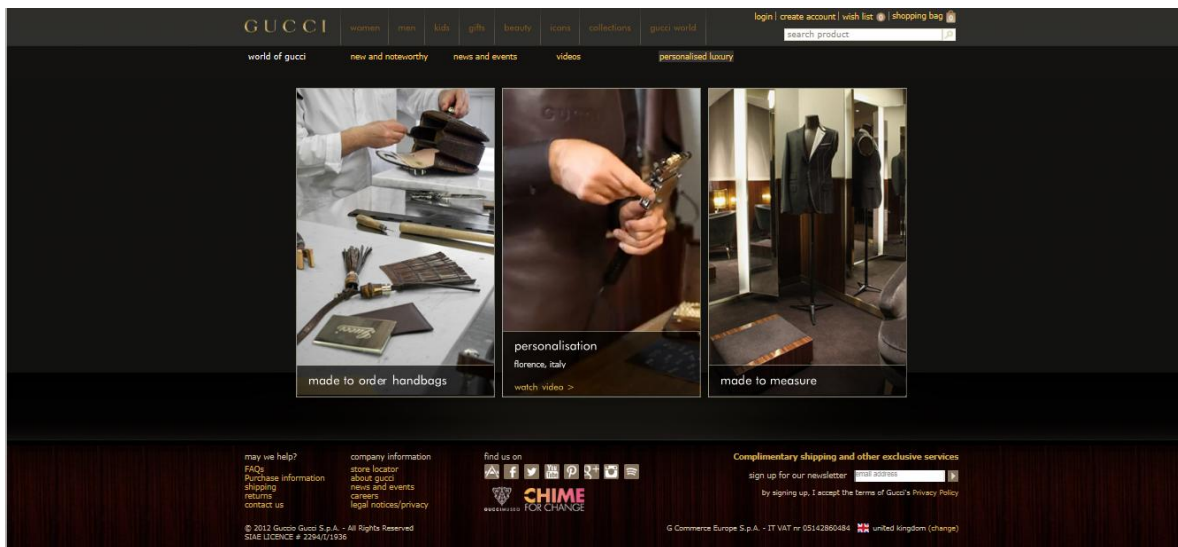 login | create account | wish list 0 | shopping bag 0
GUCCI women men kids gifts beauty icons collections gucci world
search product
world of gucci new and noteworthy news and events videos personalised luxury
GUCCI
Gucci
made to order handbags
personalisation
florence, italy
watch video >
made to measure
may we help?
FAQs
Purchase information
shipping
returns
contact us
company information
store locator
about gucci
news and events
careers
legal notices/privacy
find us on
GUCCIMUSEO
CHIME
FOR CHANGE
Complimentary shipping and other exclusive services
sign up for our newsletter email address
by signing up, I accept the terms of Gucci's Privacy Policy
© 2012 Guccio Gucci S.p.A. - All Rights Reserved
SIAE LICENCE # 2294/I/1936
G Commerce Europe S.p.A. - IT VAT nr 05142860484 united kingdom (change)